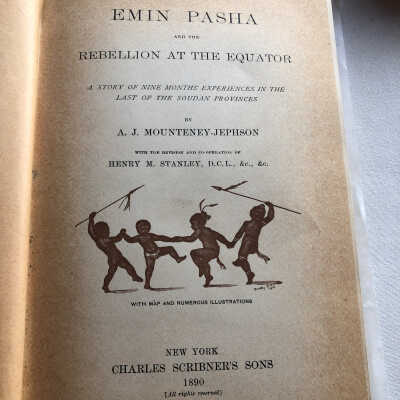 EMIN PASHA
AND THE
REBELLION AT THE EQUATOR
A STORY OF NINE MONTHS' EXPERIENCES IN THE
LAST OF THE SOUDAN PROVINCES
BY
A. J. MOUNTENEY-JEPHSON
WITH THE REVISION AND CO-OPERATION OF
HENRY M. STANLEY, D.C.L., &c., &c.
WITH MAP AND NUMEROUS ILLUSTRATIONS
NEW YORK
CHARLES SCRIBNER'S SONS
1890
[All rights reserved]